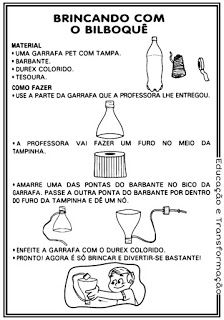 BRINCANDO COM
O BILBOQUÊ
MATERIAL
• UMA GARRAFA PET COM TAMPA.
• BARBANTE.
• DUREX COLORIDO.
• TESOURA.
COMO FAZER
• USE A PARTE DA GARRAFA QUE A PROFESSORA LHE ENTREGOU.
• A PROFESSORA VAI FAZER UM FURO NO MEIO DA
TAMPINHA.
• AMARRE UMA DAS PONTAS DO BARBANTE NO BICO DA
GARRAFA. PASSE A OUTRA PONTA DO BARBANTE POR DENTRO
DO FURO DA TAMPINHA E DÊ UM NÓ.
• ENFEITE A GARRAFA COM O DUREX COLORIDO.
• PRONTO! AGORA É SÓ BRINCAR E DIVERTIR-SE BASTANTE!
Educação e Transformação